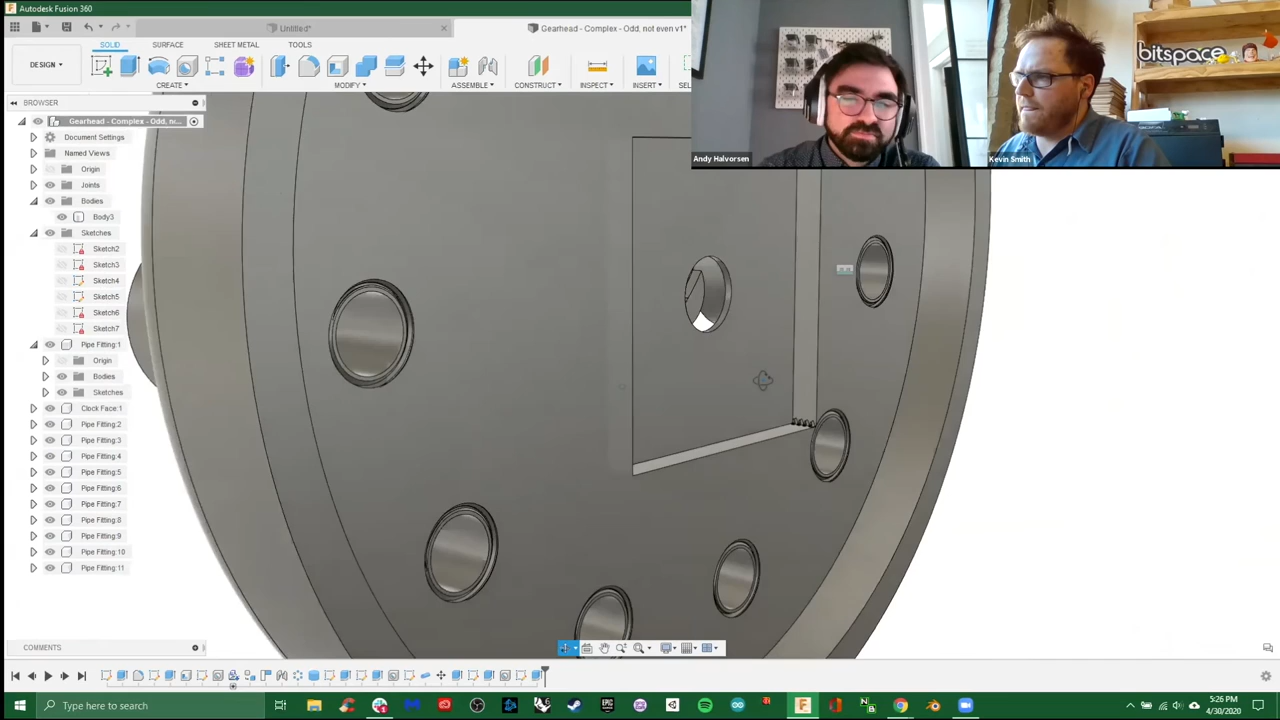 Autodesk Fusion 360
Untitled*
Gearhead - Complex - Odd, not even v1*
SOLID
SURFACE
SHEET METAL
TOOLS
DESIGN
CREATE
MODIFY
ASSEMBLE
CONSTRUCT
INSPECT
INSERT
SEL
bitspace
Andy Halvorsen
Kevin Smith
BROWSER
Gearhead - Complex - Odd, nc...
Document Settings
Named Views
Origin
Joints
Bodies
Body3
Sketches
Sketch2
Sketch3
Sketch4
Sketch5
Sketch6
Sketch7
Pipe Fitting:1
Origin
Bodies
Sketches
Clock Face:1
Pipe Fitting:2
Pipe Fitting:3
Pipe Fitting:4
Pipe Fitting:5
Pipe Fitting:6
Pipe Fitting:7
Pipe Fitting:8
Pipe Fitting:9
Pipe Fitting:10
Pipe Fitting:11
COMMENTS
Type here to search
5:26 PM
4/30/2020